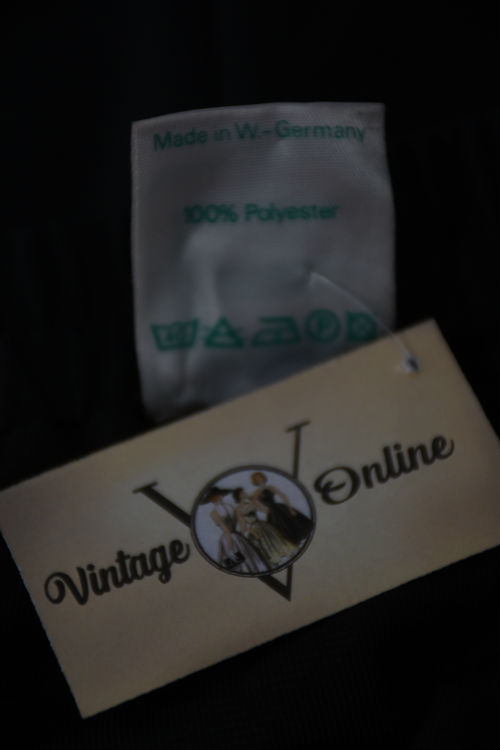 Made in W.-Germany
100% Polyester
P
V
Vintage Online